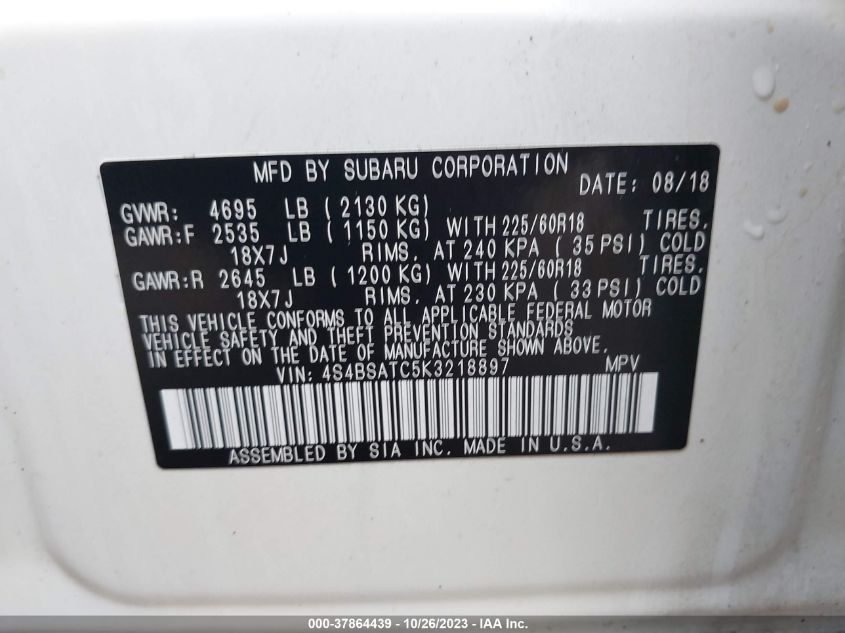 MFD BY SUBARU CORPORATION
DATE: 08/18
GVWR: 4695 LB ( 2130 KG)
GAWR:F 2535 LB ( 1150 KG) WITH 225/60R18 TIRES.
18X7J RIMS, AT 240 KPA ( 35 PSI) COLD
GAWR:R 2645 LB ( 1200 KG) WITH 225/60R18 TIRES.
18X7J RIMS, AT 230 KPA ( 33 PSI) COLD
THIS VEHICLE CONFORMS TO ALL APPLICABLE FEDERAL MOTOR
VEHICLE SAFETY AND THEFT PREVENTION STANDARDS
IN EFFECT ON THE DATE OF MANUFACTURE SHOWN ABOVE.
VIN: 4S4BSATC5K3218897 MPV
ASSEMBLED BY SIA INC. MADE IN U.S.A.
000-37864439 - 10/26/2023 - IAA Inc.